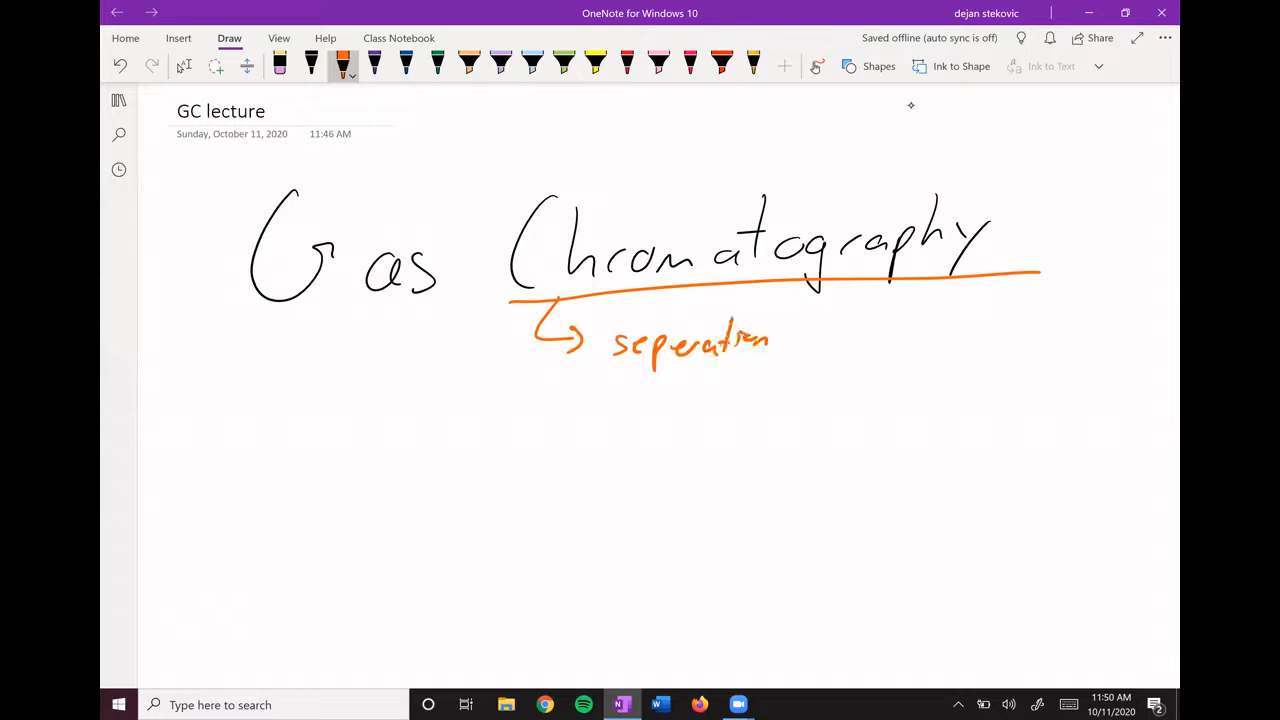 OneNote for Windows 10
dejan stekovic
Home
Insert
Draw
View
Help
Class Notebook
Saved offline (auto sync is off)
Share
Shapes
Ink to Shape
Ink to Text
GC lecture
Sunday, October 11, 2020 11:46 AM
Gas Chromatography
seperation
Type here to search
11:50 AM
10/11/2020
2